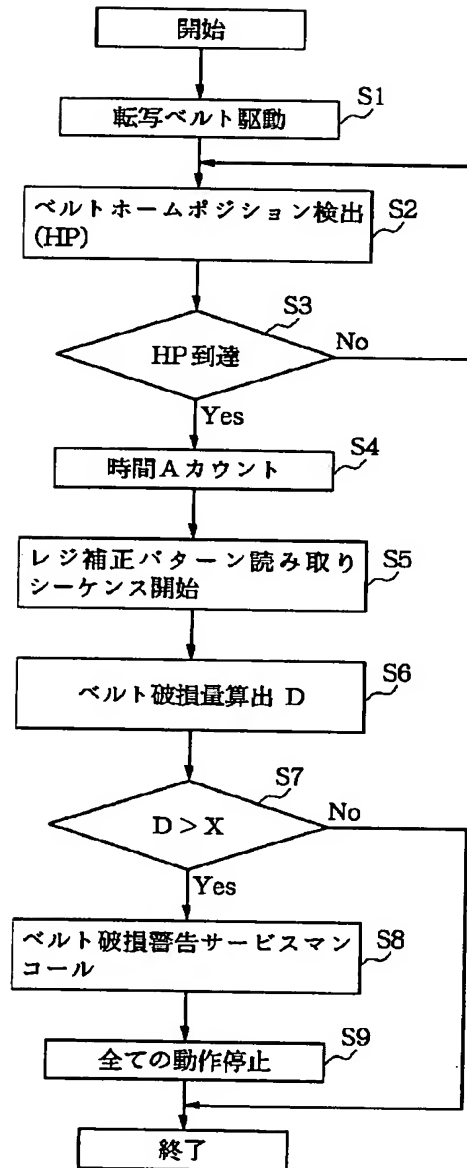 開始
転写ベルト駆動
S1
ベルトホームポジション検出
(HP)
S2
HP到達
S3
No
Yes
時間Aカウント
S4
レジ補正パターン読み取り
シーケンス開始
S5
ベルト破損量算出 D
S6
D > X
S7
No
Yes
ベルト破損警告サービスマン
コール
S8
全ての動作停止
S9
終了